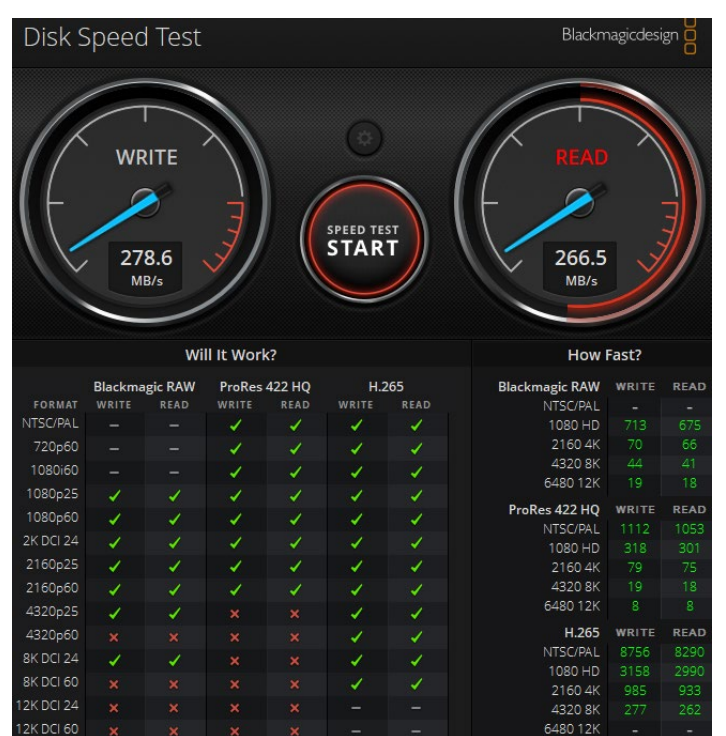 Disk Speed Test
Blackmagicdesign
WRITE
278.6
MB/s
SPEED TEST
START
READ
266.5
MB/s
Will It Work?
Blackmagic RAW ProRes 422 HQ H.265
FORMAT WRITE READ WRITE READ WRITE READ
NTSC/PAL – – ✓ ✓ ✓ ✓
720p60 – – ✓ ✓ ✓ ✓
1080i60 – – ✓ ✓ ✓ ✓
1080p25 ✓ ✓ ✓ ✓ ✓ ✓
1080p60 ✓ ✓ ✓ ✓ ✓ ✓
2K DCI 24 ✓ ✓ ✓ ✓ ✓ ✓
2160p25 ✓ ✓ ✓ ✓ ✓ ✓
2160p60 ✓ ✓ ✓ ✓ ✓ ✓
4320p25 ✓ ✓ × × ✓ ✓
4320p60 × × × × ✓ ✓
8K DCI 24 ✓ ✓ × × ✓ ✓
8K DCI 60 × × × × ✓ ✓
12K DCI 24 × × × × – –
12K DCI 60 × × × × – –
How Fast?
Blackmagic RAW WRITE READ
NTSC/PAL - -
1080 HD 713 675
2160 4K 70 66
4320 8K 44 41
6480 12K 19 18
ProRes 422 HQ WRITE READ
NTSC/PAL 1112 1053
1080 HD 318 301
2160 4K 79 75
4320 8K 19 18
6480 12K 8 8
H.265 WRITE READ
NTSC/PAL 8756 8290
1080 HD 3158 2990
2160 4K 985 933
4320 8K 277 262
6480 12K - -